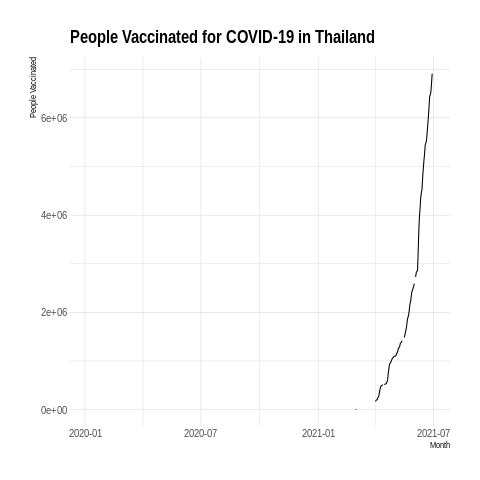 People Vaccinated for COVID-19 in Thailand
People Vaccinated
6e+06
4e+06
2e+06
0e+00
2020-01 2020-07 2021-01 2021-07
Month